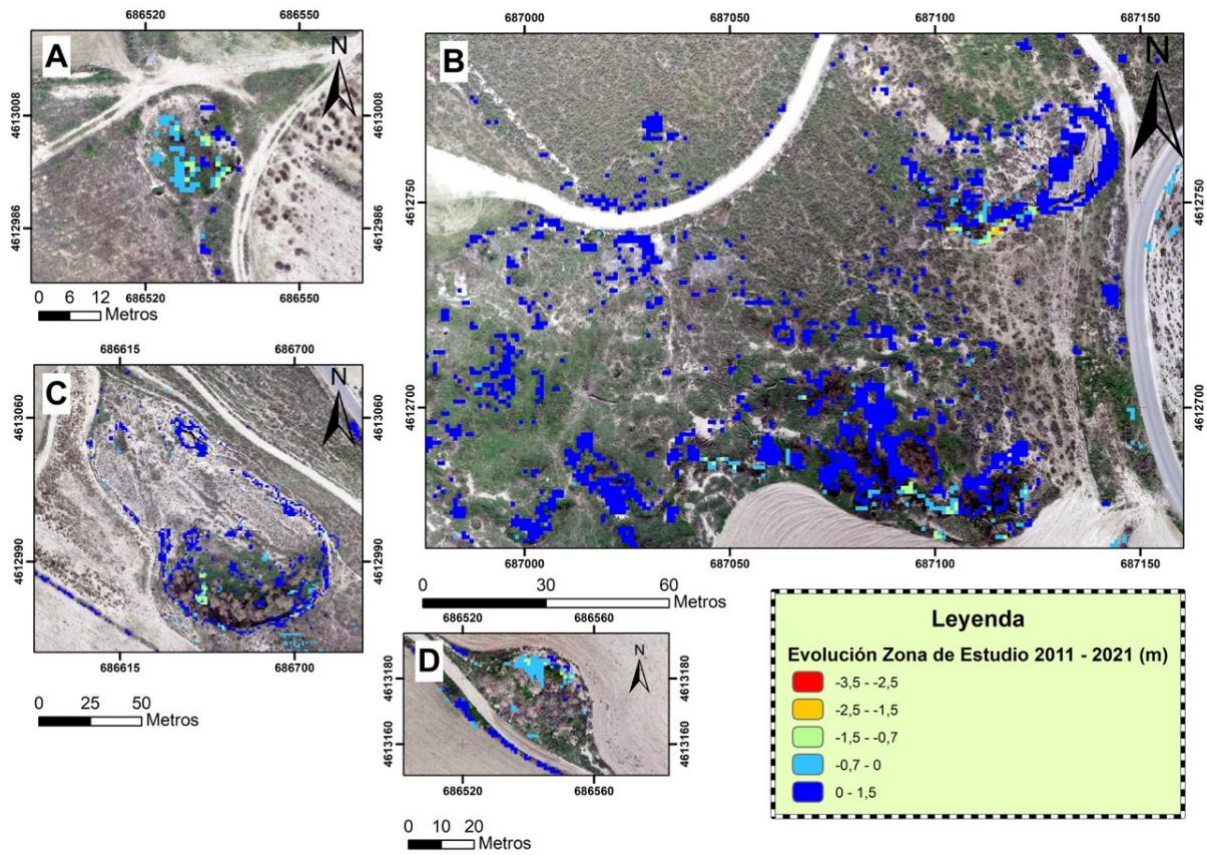 686520 686550
A
N
4613008 4613008
4612986 4612986
686520 686550
0 6 12 Metros
687000 687050 687100 687150
B
N
4612750 4612750
4612700 4612700
687000 687050 687100 687150
0 30 60 Metros
686615 686700
C
N
4613060 4613060
4612990 4612990
686615 686700
0 25 50 Metros
686520 686560
D
N
4613180 4613180
4613160 4613160
686520 686560
0 10 20 Metros
Leyenda
Evolución Zona de Estudio 2011 - 2021 (m)
-3,5 - -2,5
-2,5 - -1,5
-1,5 - -0,7
-0,7 - 0
0 - 1,5